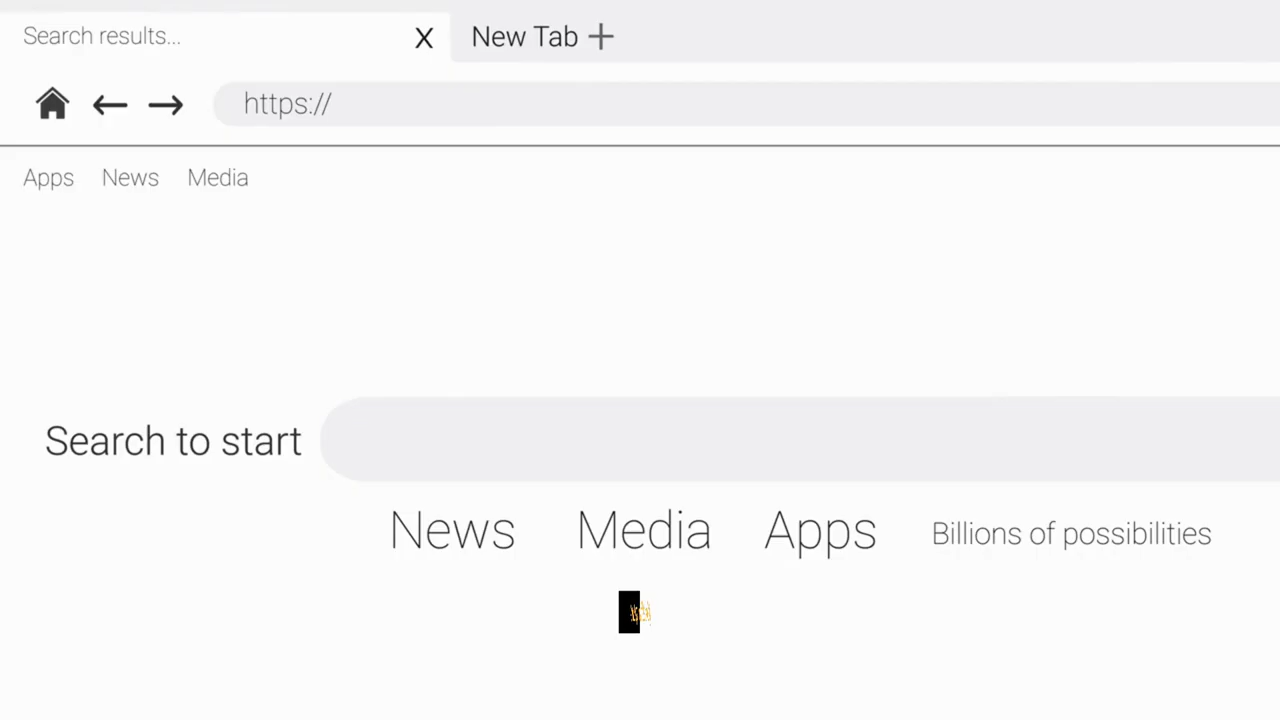 Search results... X New Tab +
https://
Apps News Media
Search to start
News Media Apps Billions of possibilities